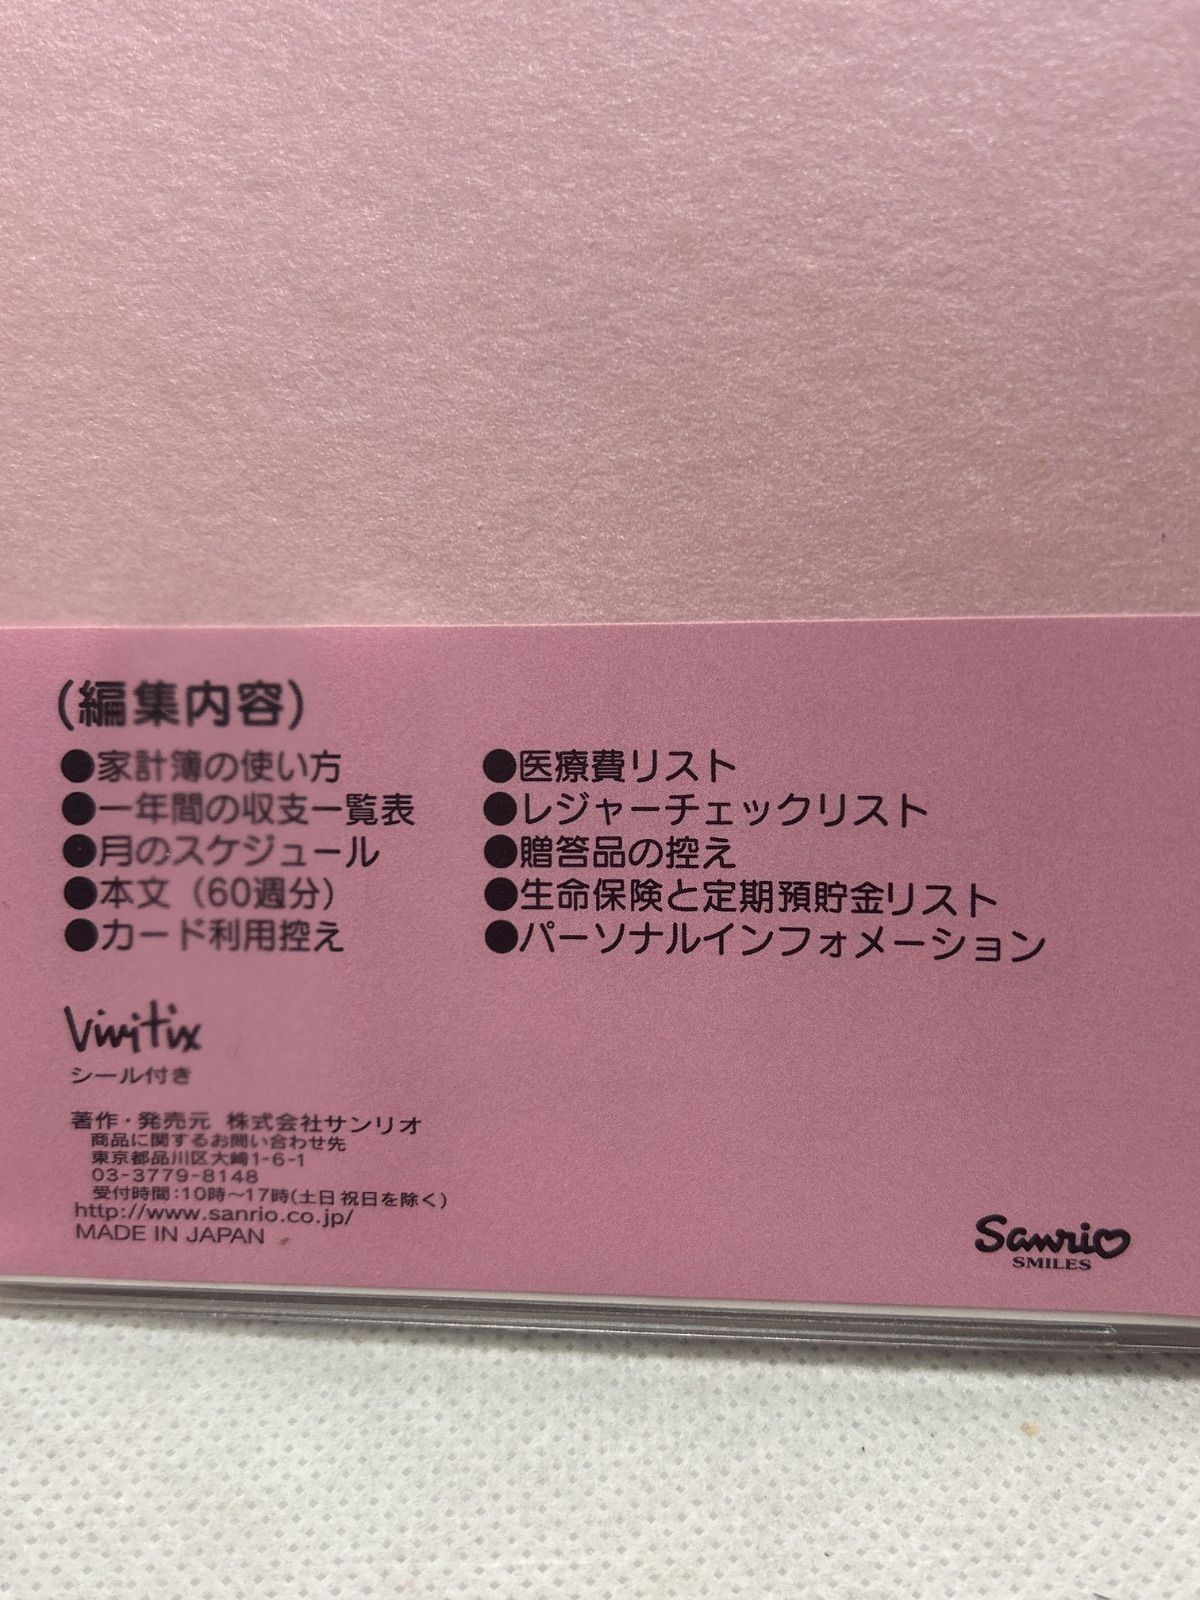 (編集内容)
●家計簿の使い方
●一年間の収支一覧表
●月のスケジュール
●本文（60週分）
●カード利用控え
●医療費リスト
●レジャーチェックリスト
●贈答品の控え
●生命保険と定期預貯金リスト
●パーソナルインフォメーション
Vivitix
シール付き
著作・発売元 株式会社サンリオ
商品に関するお問い合わせ先
東京都品川区大崎1-6-1
03-3779-8148
受付時間:10時〜17時(土日祝日を除く)
http://www.sanrio.co.jp/
MADE IN JAPAN
Sanrio
SMILES